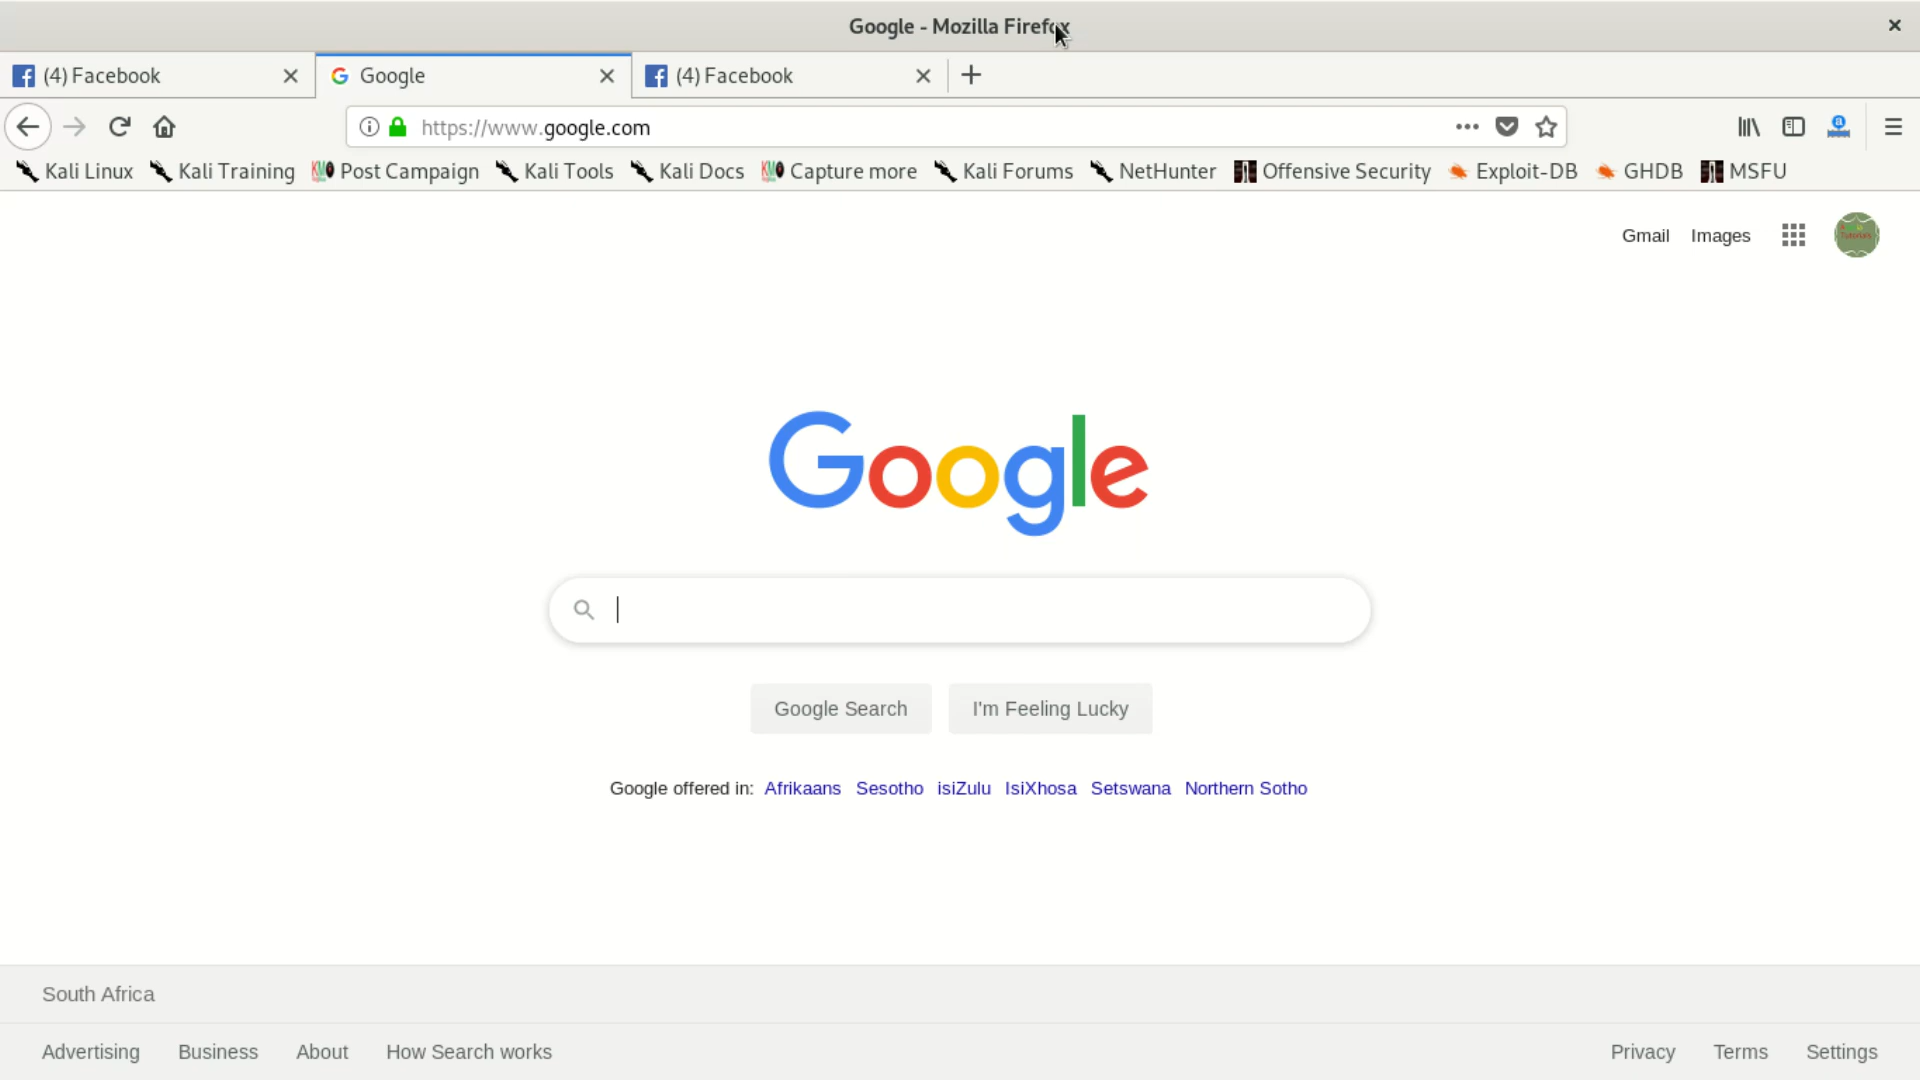 Google - Mozilla Firefox
(4) Facebook Google (4) Facebook
https://www.google.com
Kali Linux Kali Training Post Campaign Kali Tools Kali Docs Capture more Kali Forums NetHunter Offensive Security Exploit-DB GHDB MSFU
Gmail Images
Google
Google Search I'm Feeling Lucky
Google offered in: Afrikaans Sesotho isiZulu IsiXhosa Setswana Northern Sotho
South Africa
Advertising Business About How Search works Privacy Terms Settings